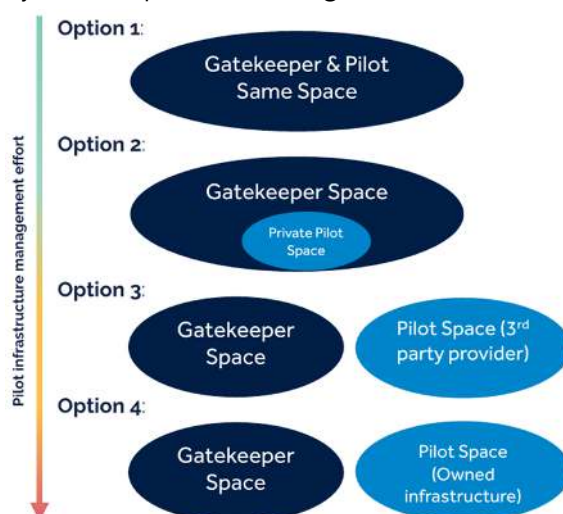 Option 1:
Gatekeeper & Pilot
Same Space
Option 2:
Gatekeeper Space
Private Pilot
Space
Option 3:
Gatekeeper
Space
Pilot Space (3rd
party provider)
Option 4:
Gatekeeper
Space
Pilot Space
(Owned
infrastructure)
Pilot infrastructure management effort